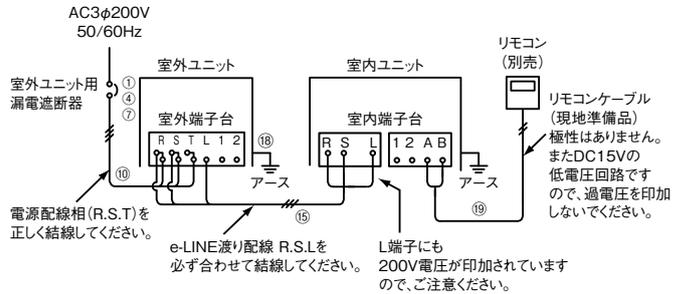 AC3φ200V
50/60Hz
室外ユニット用
漏電遮断器
①
④
⑦
室外ユニット
室外端子台
R S T L 1 2
⑱
アース
⑩
電源配線相(R.S.T)を
正しく結線してください。
室内ユニット
室内端子台
R S L
1 2 A B
アース
⑮
e-LINE渡り配線 R.S.Lを
必ず合わせて結線してください。
L端子にも
200V電圧が印加されています
ので、ご注意ください。
⑲
リモコン
(別売)
リモコンケーブル
(現地準備品)
極性はありません。
またDC15Vの
低電圧回路です
ので、過電圧を印加
しないでください。